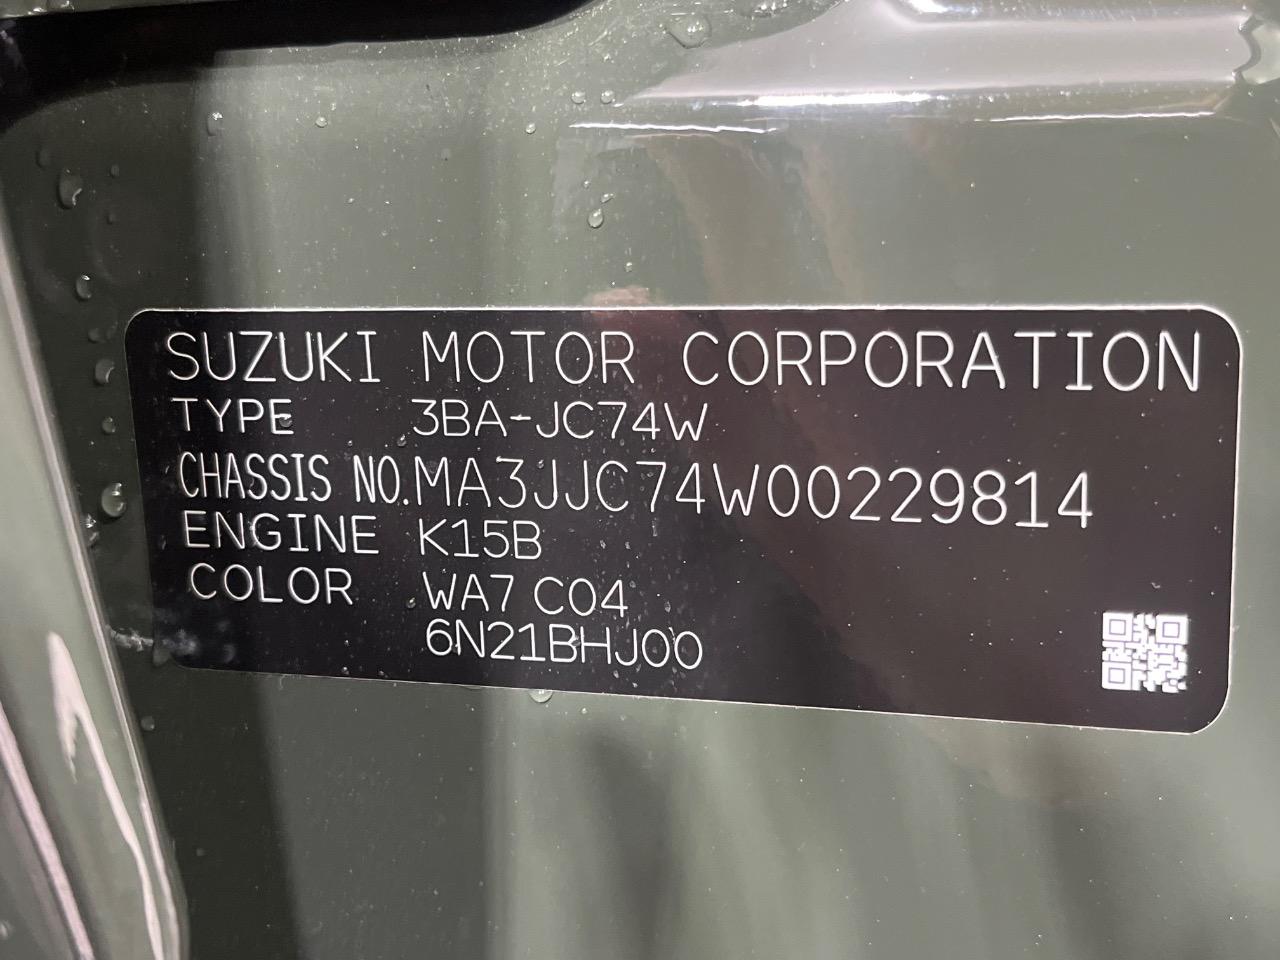 SUZUKI MOTOR CORPORATION
TYPE 3BA-JC74W
CHASSIS NO. MA3JJC74W00229814
ENGINE K15B
COLOR WA7 C04
6N21BHJ00